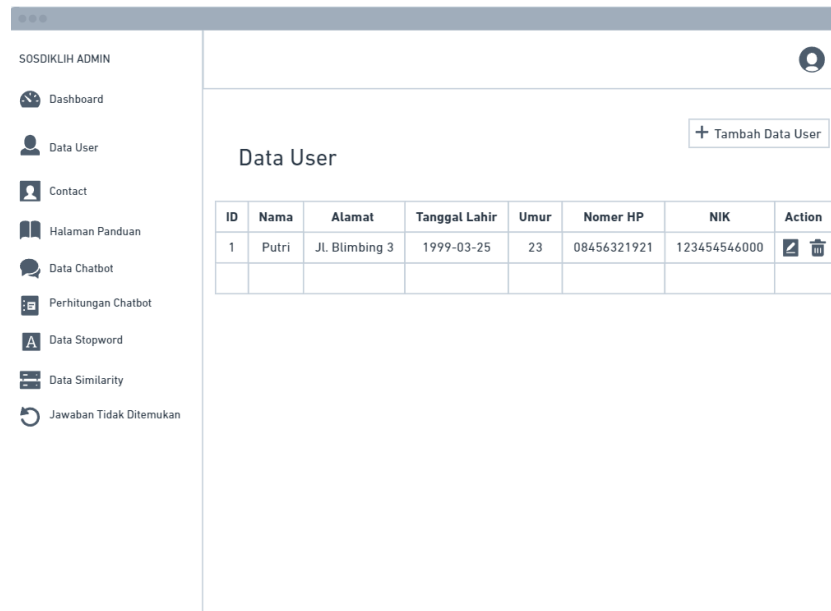 SOSDIKLIH ADMIN
Dashboard
Data User
Contact
Halaman Panduan
Data Chatbot
Perhitungan Chatbot
A Data Stopword
Data Similarity
Jawaban Tidak Ditemukan
+ Tambah Data User
Data User
ID Nama Alamat Tanggal Lahir Umur Nomer HP NIK Action
1 Putri Jl. Blimbing 3 1999-03-25 23 08456321921 123454546000